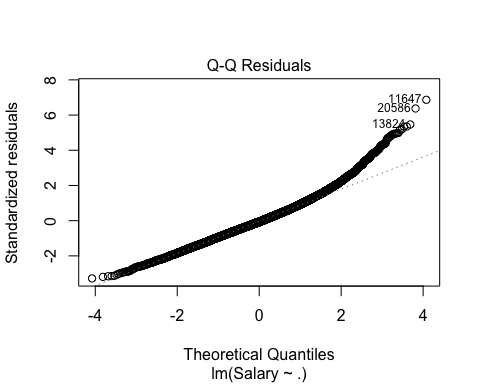 Q-Q Residuals
Standardized residuals
8
6
4
2
0
-2
11647
20586
13824
-4 -2 0 2 4
Theoretical Quantiles
lm(Salary ~ .)